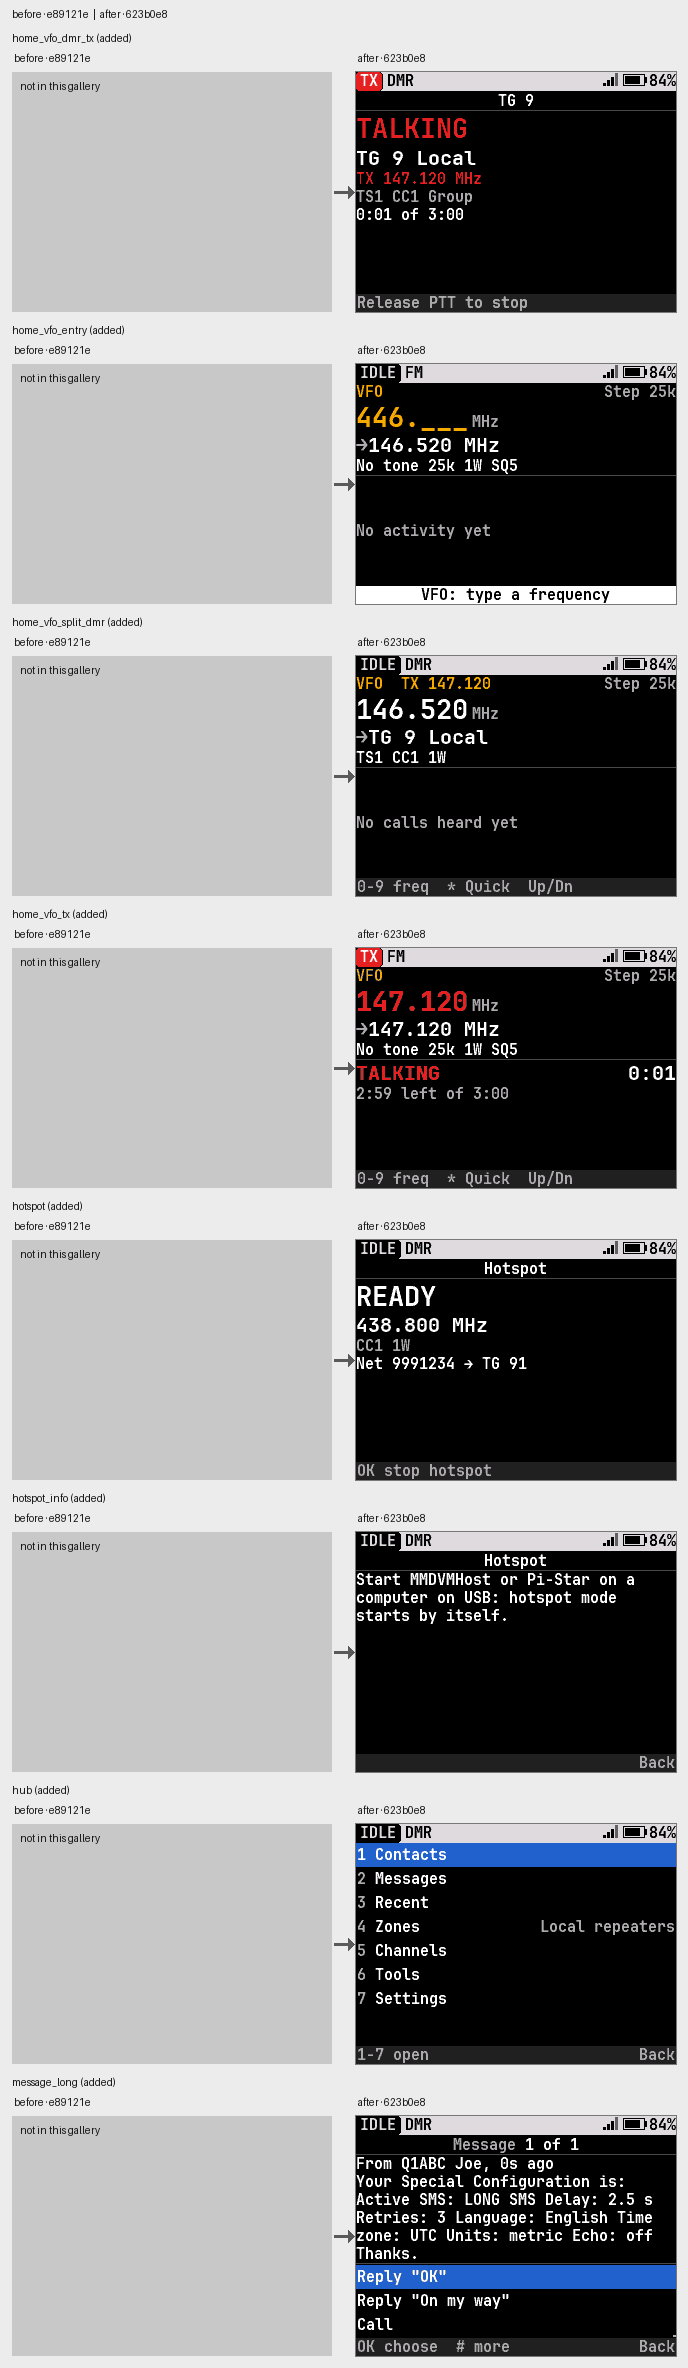 before · e89121e | after · 623b0e8
home_vfo_dmr_tx (added)
before · e89121e
after · 623b0e8
not in this gallery
TX DMR 84%
TG 9
TALKING
TG 9 Local
TX 147.120 MHz
TS1 CC1 Group
0:01 of 3:00
Release PTT to stop
home_vfo_entry (added)
before · e89121e
after · 623b0e8
not in this gallery
IDLE FM 84%
VFO Step 25k
446.___ MHz
→146.520 MHz
No tone 25k 1W SQ5
No activity yet
VFO: type a frequency
home_vfo_split_dmr (added)
before · e89121e
after · 623b0e8
not in this gallery
IDLE DMR 84%
VFO TX 147.120 Step 25k
146.520 MHz
→TG 9 Local
TS1 CC1 1W
No calls heard yet
0-9 freq * Quick Up/Dn
home_vfo_tx (added)
before · e89121e
after · 623b0e8
not in this gallery
TX FM 84%
VFO Step 25k
147.120 MHz
→147.120 MHz
No tone 25k 1W SQ5
TALKING 0:01
2:59 left of 3:00
0-9 freq * Quick Up/Dn
hotspot (added)
before · e89121e
after · 623b0e8
not in this gallery
IDLE DMR 84%
Hotspot
READY
438.800 MHz
CC1 1W
Net 9991234 → TG 91
OK stop hotspot
hotspot_info (added)
before · e89121e
after · 623b0e8
not in this gallery
IDLE DMR 84%
Hotspot
Start MMDVMHost or Pi-Star on a
computer on USB: hotspot mode
starts by itself.
Back
hub (added)
before · e89121e
after · 623b0e8
not in this gallery
IDLE DMR 84%
1 Contacts
2 Messages
3 Recent
4 Zones Local repeaters
5 Channels
6 Tools
7 Settings
1-7 open Back
message_long (added)
before · e89121e
after · 623b0e8
not in this gallery
IDLE DMR 84%
Message 1 of 1
From Q1ABC Joe, 0s ago
Your Special Configuration is:
Active SMS: LONG SMS Delay: 2.5 s
Retries: 3 Language: English Time
zone: UTC Units: metric Echo: off
Thanks.
Reply "OK"
Reply "On my way"
Call
OK choose # more Back